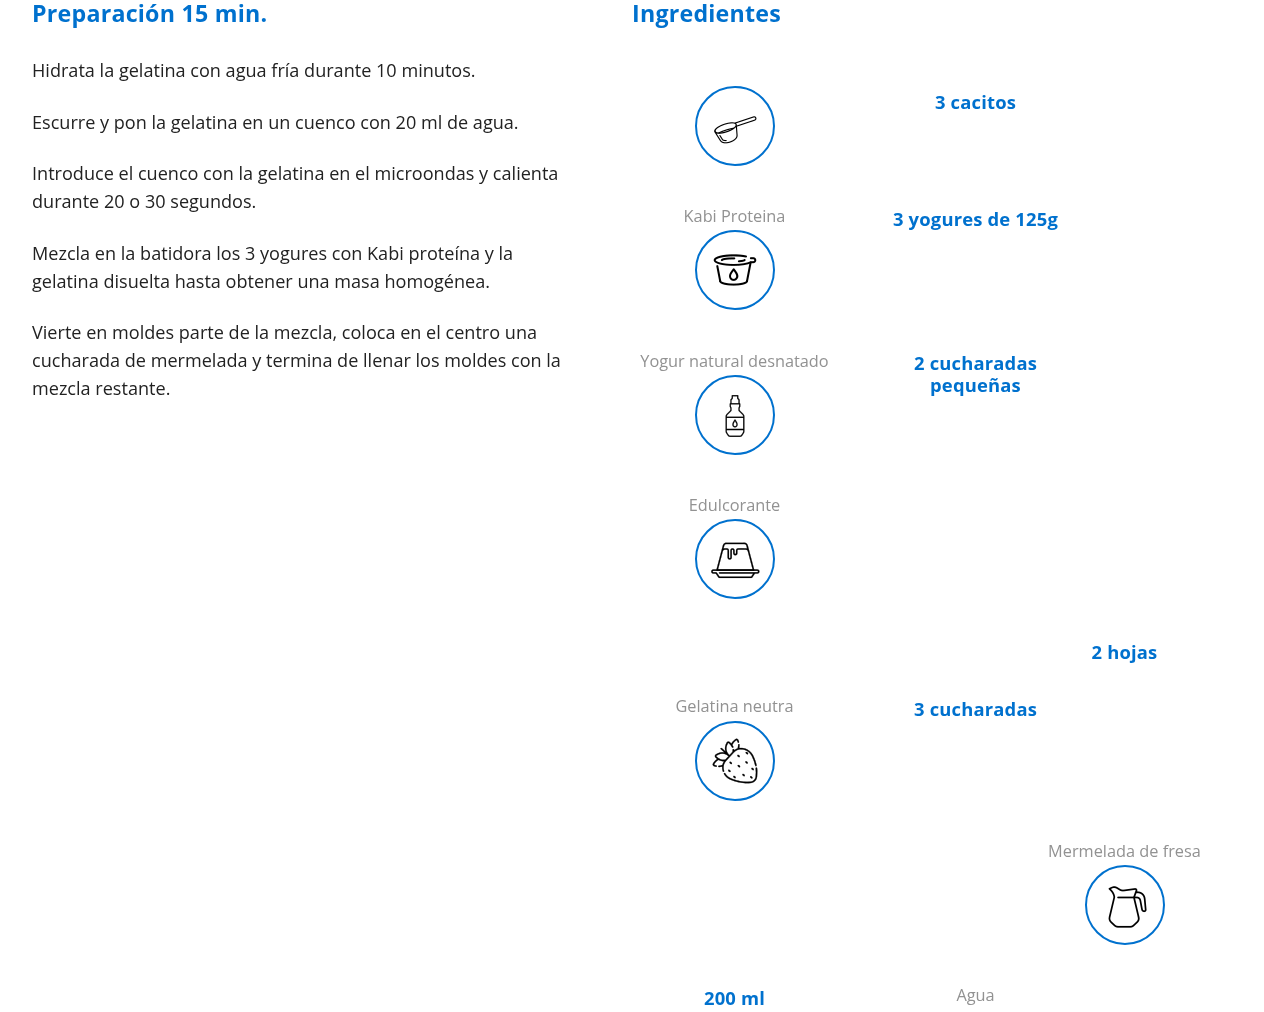 Preparación 15 min.
Hidrata la gelatina con agua fría durante 10 minutos.
Escurre y pon la gelatina en un cuenco con 20 ml de agua.
Introduce el cuenco con la gelatina en el microondas y calienta
durante 20 o 30 segundos.
Mezcla en la batidora los 3 yogures con Kabi proteína y la
gelatina disuelta hasta obtener una masa homogénea.
Vierte en moldes parte de la mezcla, coloca en el centro una
cucharada de mermelada y termina de llenar los moldes con la
mezcla restante.
Ingredientes
3 cacitos
Kabi Proteina
3 yogures de 125g
Yogur natural desnatado
2 cucharadas
pequeñas
Edulcorante
2 hojas
Gelatina neutra
3 cucharadas
Mermelada de fresa
200 ml
Agua